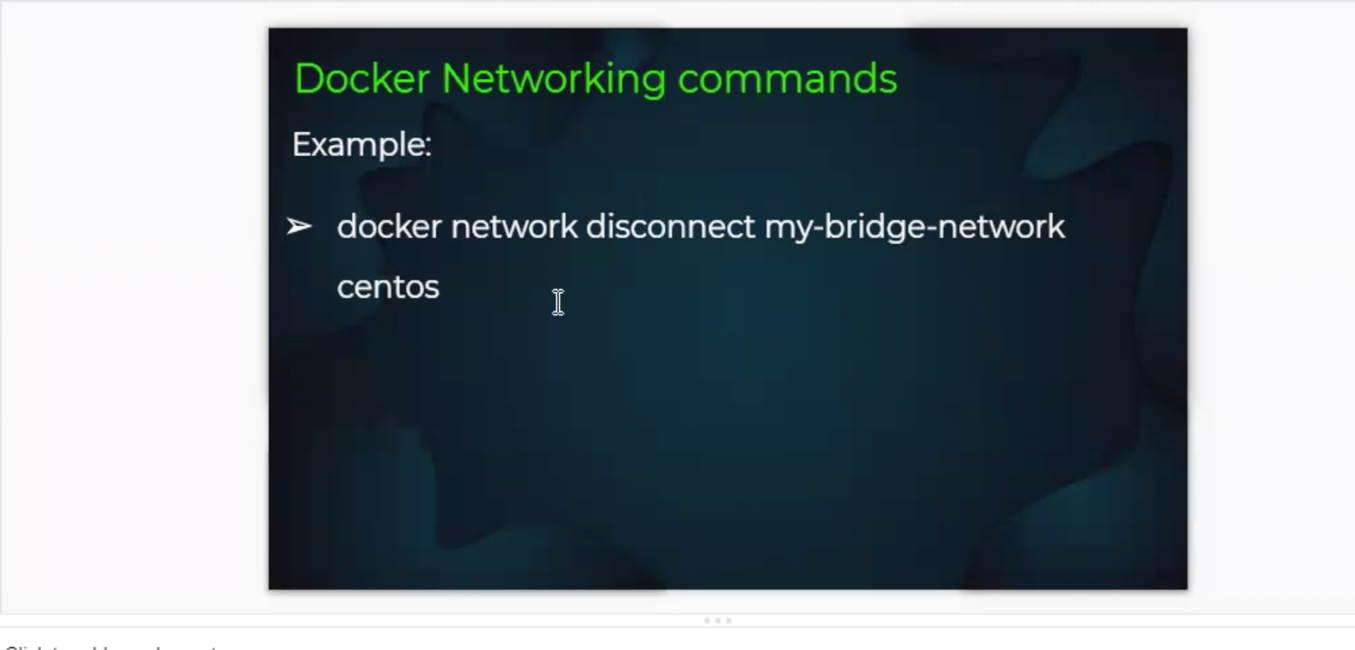 Docker Networking commands
Example:
➢ docker network disconnect my-bridge-network
centos